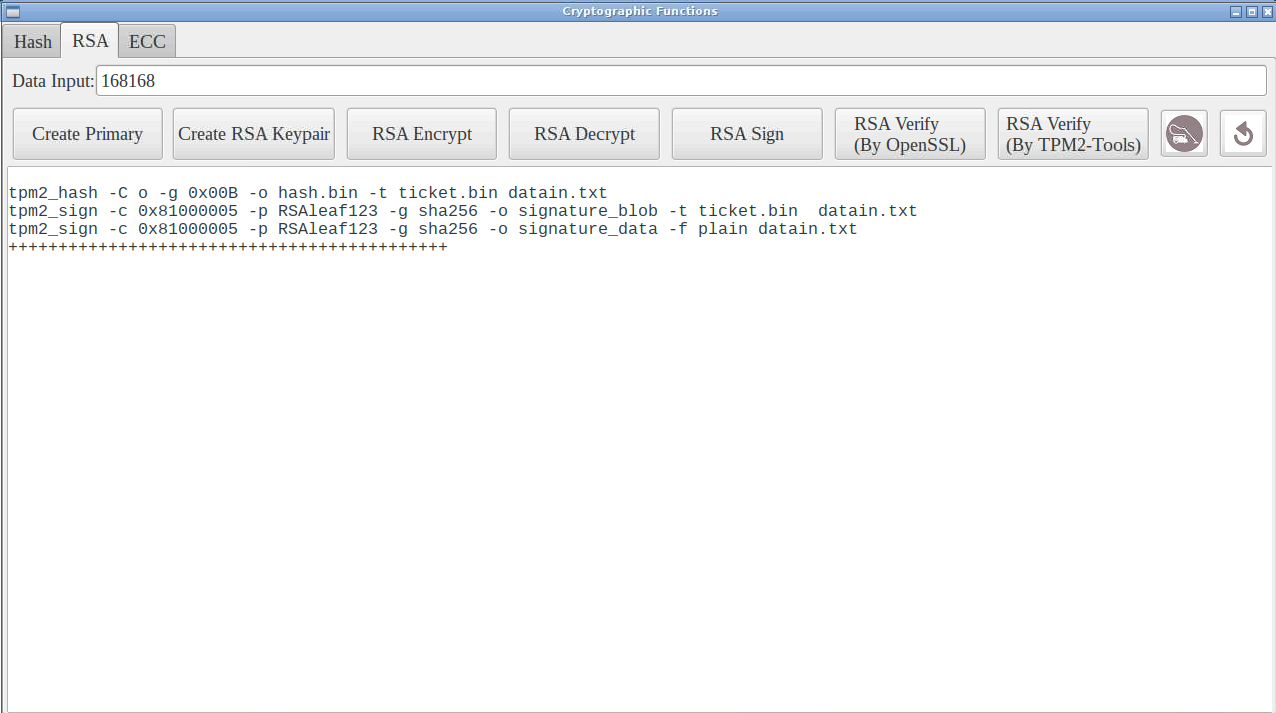 Cryptographic Functions
Hash RSA ECC
Data Input: 168168
Create Primary Create RSA Keypair RSA Encrypt RSA Decrypt RSA Sign RSA Verify (By OpenSSL) RSA Verify (By TPM2-Tools)
tpm2_hash -C o -g 0x00B -o hash.bin -t ticket.bin datain.txt
tpm2_sign -c 0x81000005 -p RSAleaf123 -g sha256 -o signature_blob -t ticket.bin  datain.txt
tpm2_sign -c 0x81000005 -p RSAleaf123 -g sha256 -o signature_data -f plain datain.txt
++++++++++++++++++++++++++++++++++++++++++++